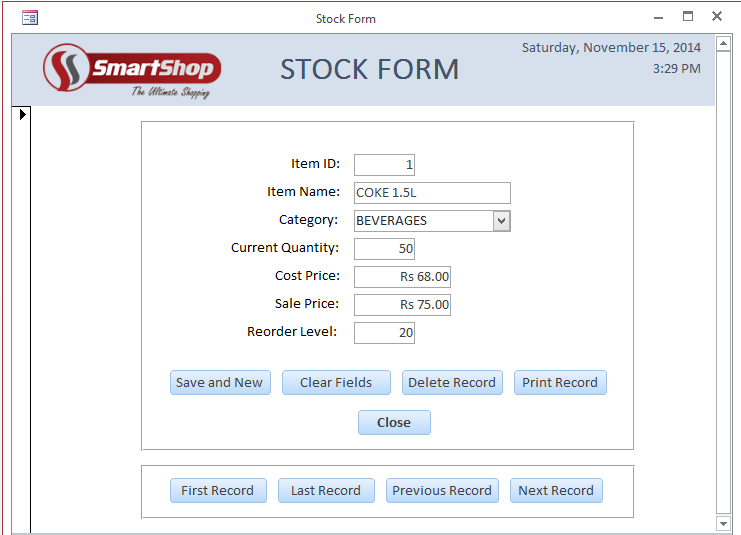 Stock Form
SmartShop
The Ultimate Shopping
STOCK FORM
Saturday, November 15, 2014
3:29 PM
Item ID: 1
Item Name: COKE 1.5L
Category: BEVERAGES
Current Quantity: 50
Cost Price: Rs 68.00
Sale Price: Rs 75.00
Reorder Level: 20
Save and New Clear Fields Delete Record Print Record
Close
First Record Last Record Previous Record Next Record